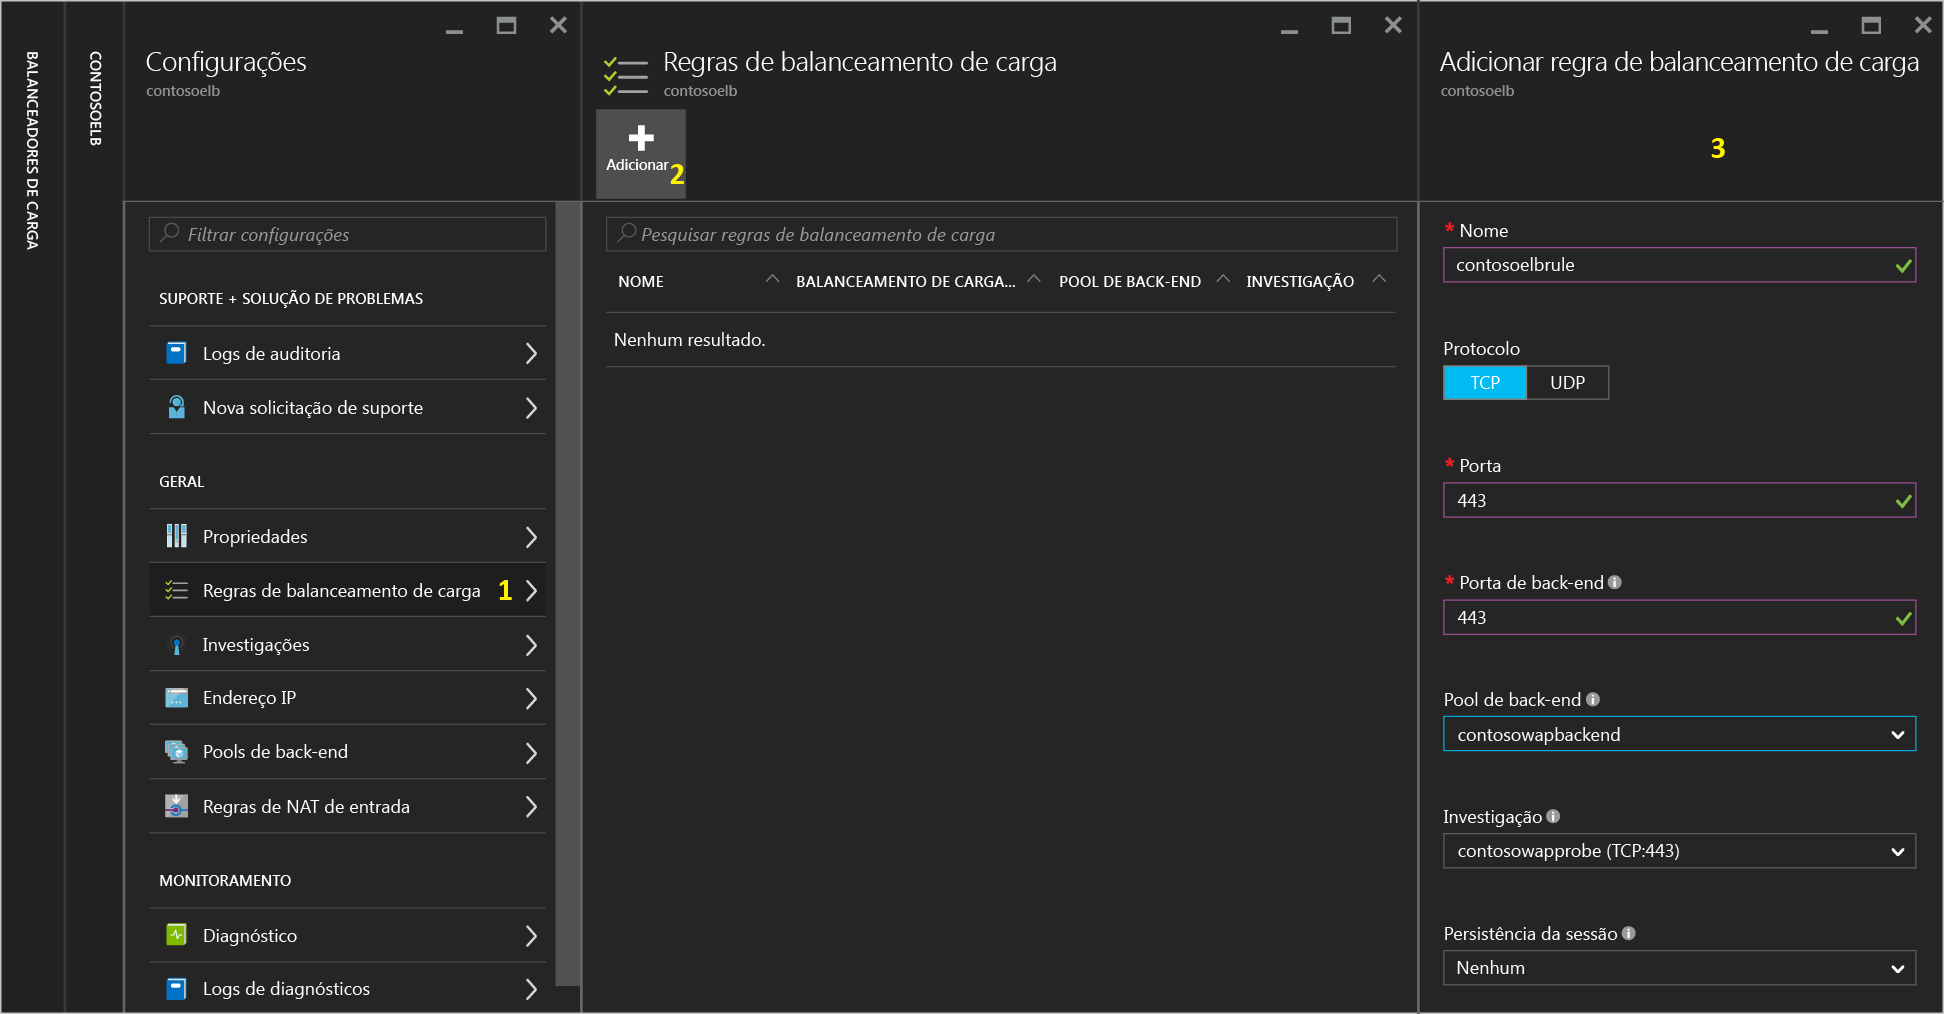 BALANCEADORES DE CARGA
CONTOSOELB
Configurações
contosoelb
Filtrar configurações
SUPORTE + SOLUÇÃO DE PROBLEMAS
Logs de auditoria
Nova solicitação de suporte
GERAL
Propriedades
Regras de balanceamento de carga 1
Investigações
Endereço IP
Pools de back-end
Regras de NAT de entrada
MONITORAMENTO
Diagnóstico
Logs de diagnósticos
Regras de balanceamento de carga
contosoelb
Adicionar 2
Pesquisar regras de balanceamento de carga
NOME BALANCEAMENTO DE CARGA... POOL DE BACK-END INVESTIGAÇÃO
Nenhum resultado.
Adicionar regra de balanceamento de carga
contosoelb
3
* Nome
contosoelbrule
Protocolo
TCP UDP
* Porta
443
* Porta de back-end
443
Pool de back-end
contosowapbackend
Investigação
contosowapprobe (TCP:443)
Persistência da sessão
Nenhum